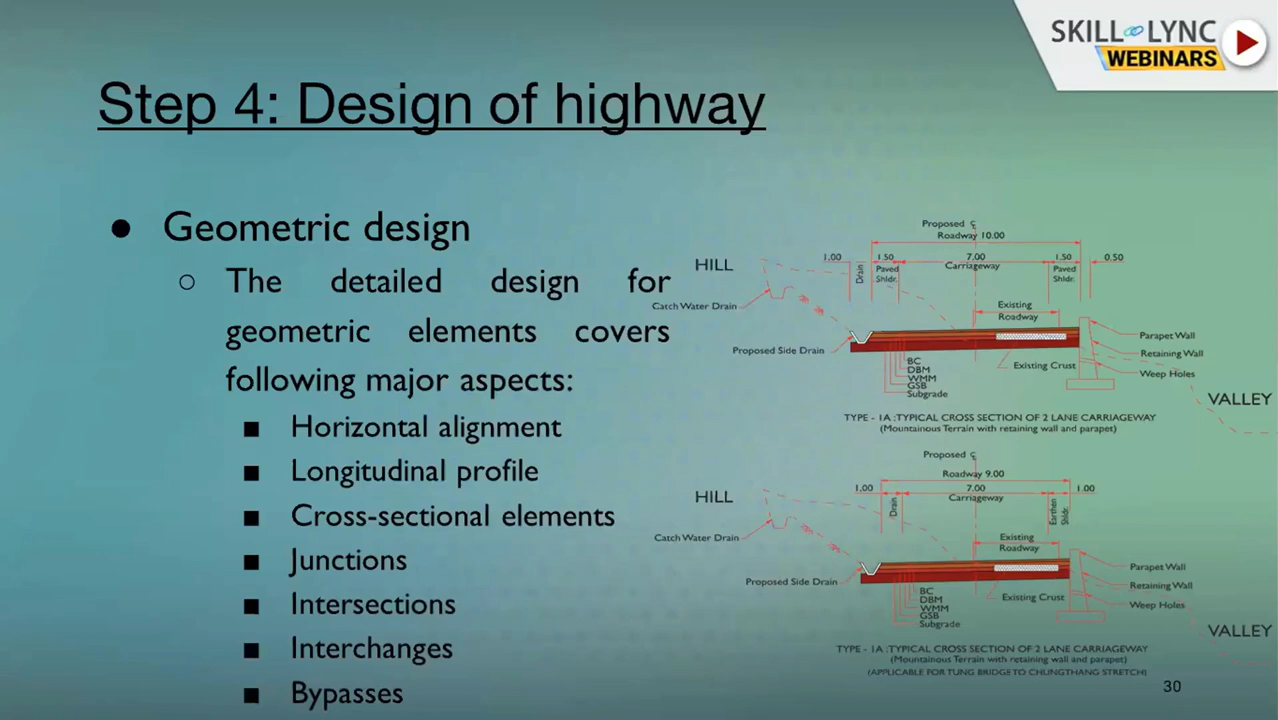 SKILL LYNC
WEBINARS
Step 4: Design of highway
● Geometric design
○ The detailed design for
geometric elements covers
following major aspects:
■ Horizontal alignment
■ Longitudinal profile
■ Cross-sectional elements
■ Junctions
■ Intersections
■ Interchanges
■ Bypasses
Proposed ℄
Roadway 10.00
1.00 1.50 7.00 1.50 0.50
Drain
Paved
Shldr.
Carriageway
Paved
Shldr.
HILL
Catch Water Drain
Existing
Roadway
Proposed Side Drain
Parapet Wall
Retaining Wall
Weep Holes
Existing Crust
BC
DBM
WMM
GSB
Subgrade
VALLEY
TYPE - 1A :TYPICAL CROSS SECTION OF 2 LANE CARRIAGEWAY
(Mountainous Terrain with retaining wall and parapet)
Proposed ℄
Roadway 9.00
1.00 7.00 1.00
Drain
Carriageway
Earthen
Shldr.
HILL
Catch Water Drain
Existing
Roadway
Proposed Side Drain
Parapet Wall
Retaining Wall
Weep Holes
Existing Crust
BC
DBM
WMM
GSB
Subgrade
VALLEY
TYPE - 1A :TYPICAL CROSS SECTION OF 2 LANE CARRIAGEWAY
(Mountainous Terrain with retaining wall and parapet)
(APPLICABLE FOR TUNG BRIDGE TO CHUNGTHANG STRETCH)
30